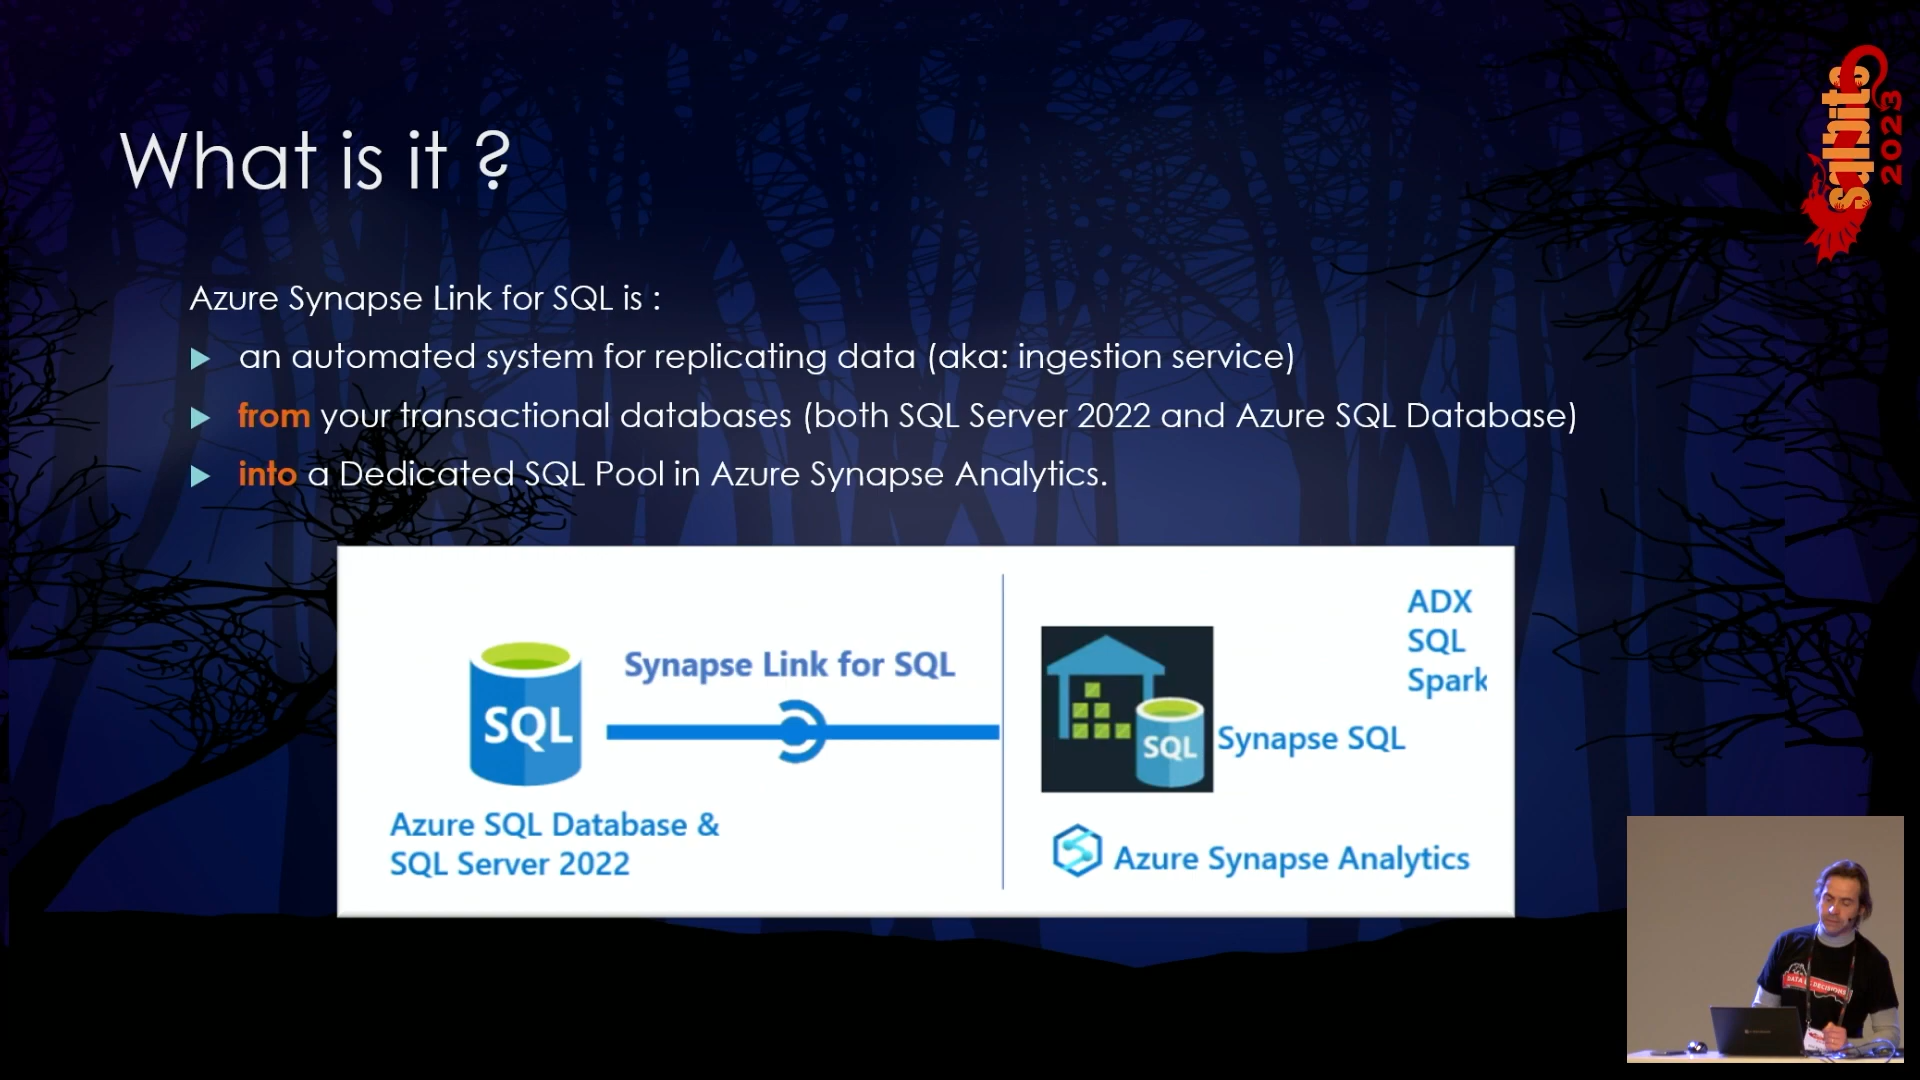 What is it ?
sqlbits
2023
Azure Synapse Link for SQL is :
an automated system for replicating data (aka: ingestion service)
from your transactional databases (both SQL Server 2022 and Azure SQL Database)
into a Dedicated SQL Pool in Azure Synapse Analytics.
Synapse Link for SQL
SQL
Azure SQL Database &
SQL Server 2022
ADX
SQL
Spark
SQL
Synapse SQL
Azure Synapse Analytics
DATA
DECISIONS